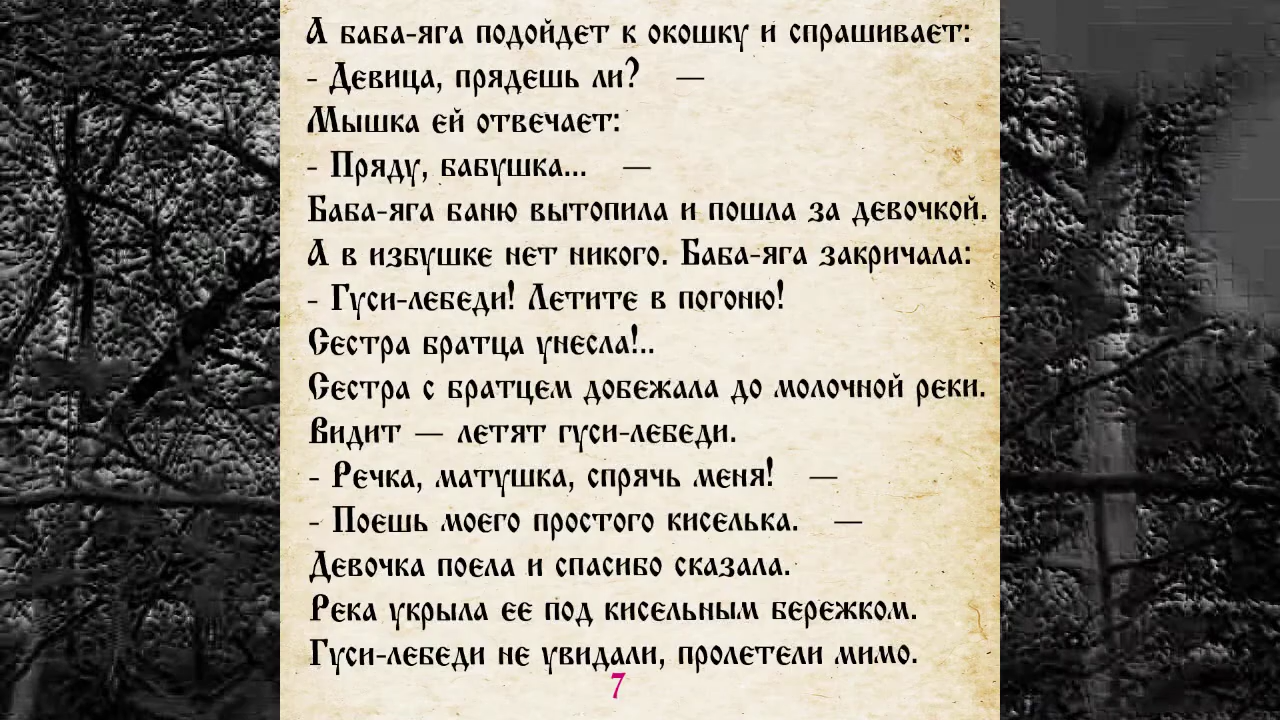 А баба-яга подойдет к окошку и спрашивает:
- Девица, прядешь ли? —
Мышка ей отвечает:
- Пряду, бабушка... —
Баба-яга баню вытопила и пошла за девочкой.
А в избушке нет никого. Баба-яга закричала:
- Гуси-лебеди! Летите в погоню!
Сестра братца унесла!..
Сестра с братцем добежала до молочной реки.
Видит — летят гуси-лебеди.
- Речка, матушка, спрячь меня! —
- Поешь моего простого киселька. —
Девочка поела и спасибо сказала.
Река укрыла ее под кисельным бережком.
Гуси-лебеди не увидали, пролетели мимо.
7